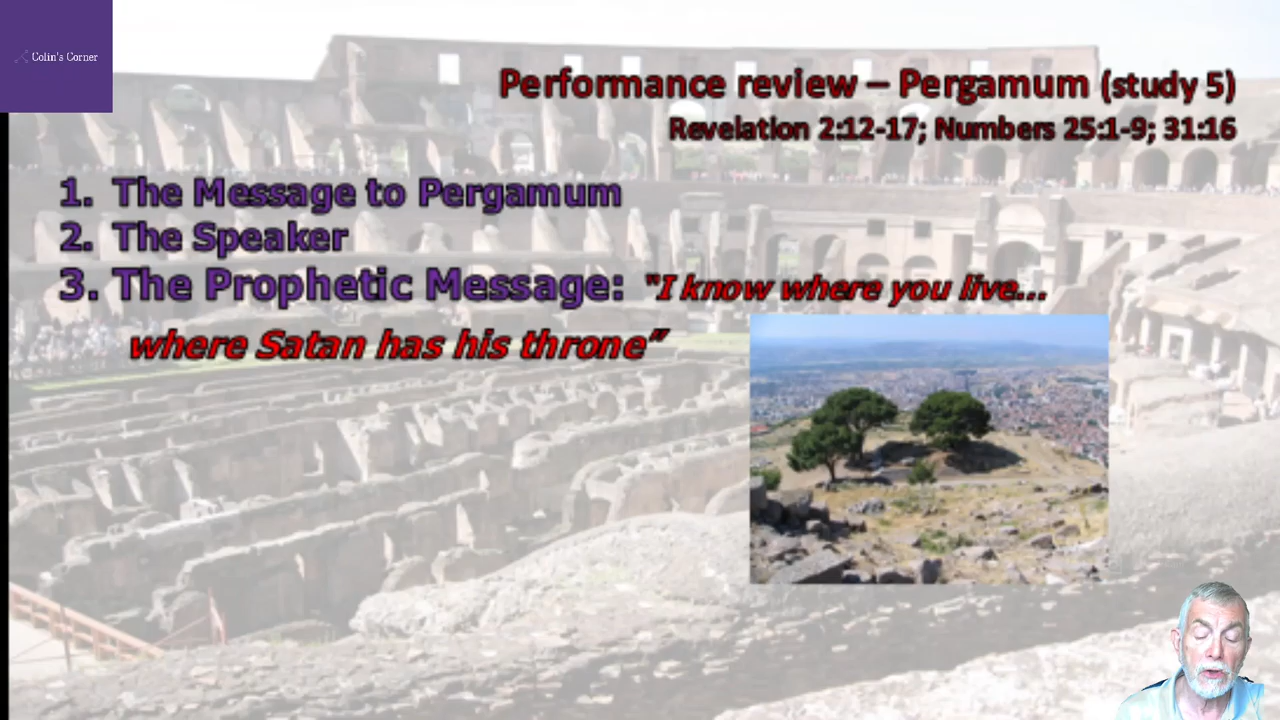 Colin's Corner
Performance review – Pergamum (study 5)
Revelation 2:12-17; Numbers 25:1-9; 31:16
1. The Message to Pergamum
2. The Speaker
3. The Prophetic Message: "I know where you live...
where Satan has his throne"